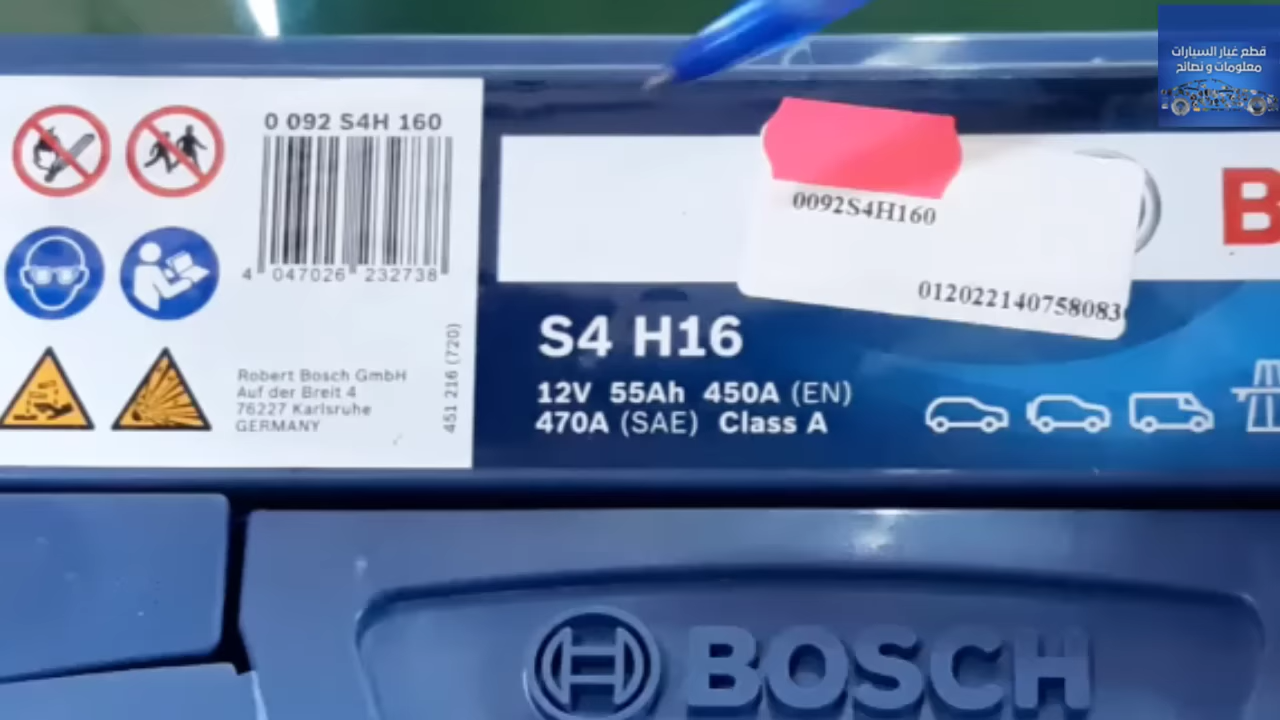 قطع غيار السيارات
معلومات و نصائح
0 092 S4H 160
4 047026 232738
Robert Bosch GmbH
Auf der Breit 4
76227 Karlsruhe
GERMANY
451 216 (720)
0092S4H160
012022140758083
B
S4 H16
12V 55Ah 450A (EN)
470A (SAE) Class A
BOSCH